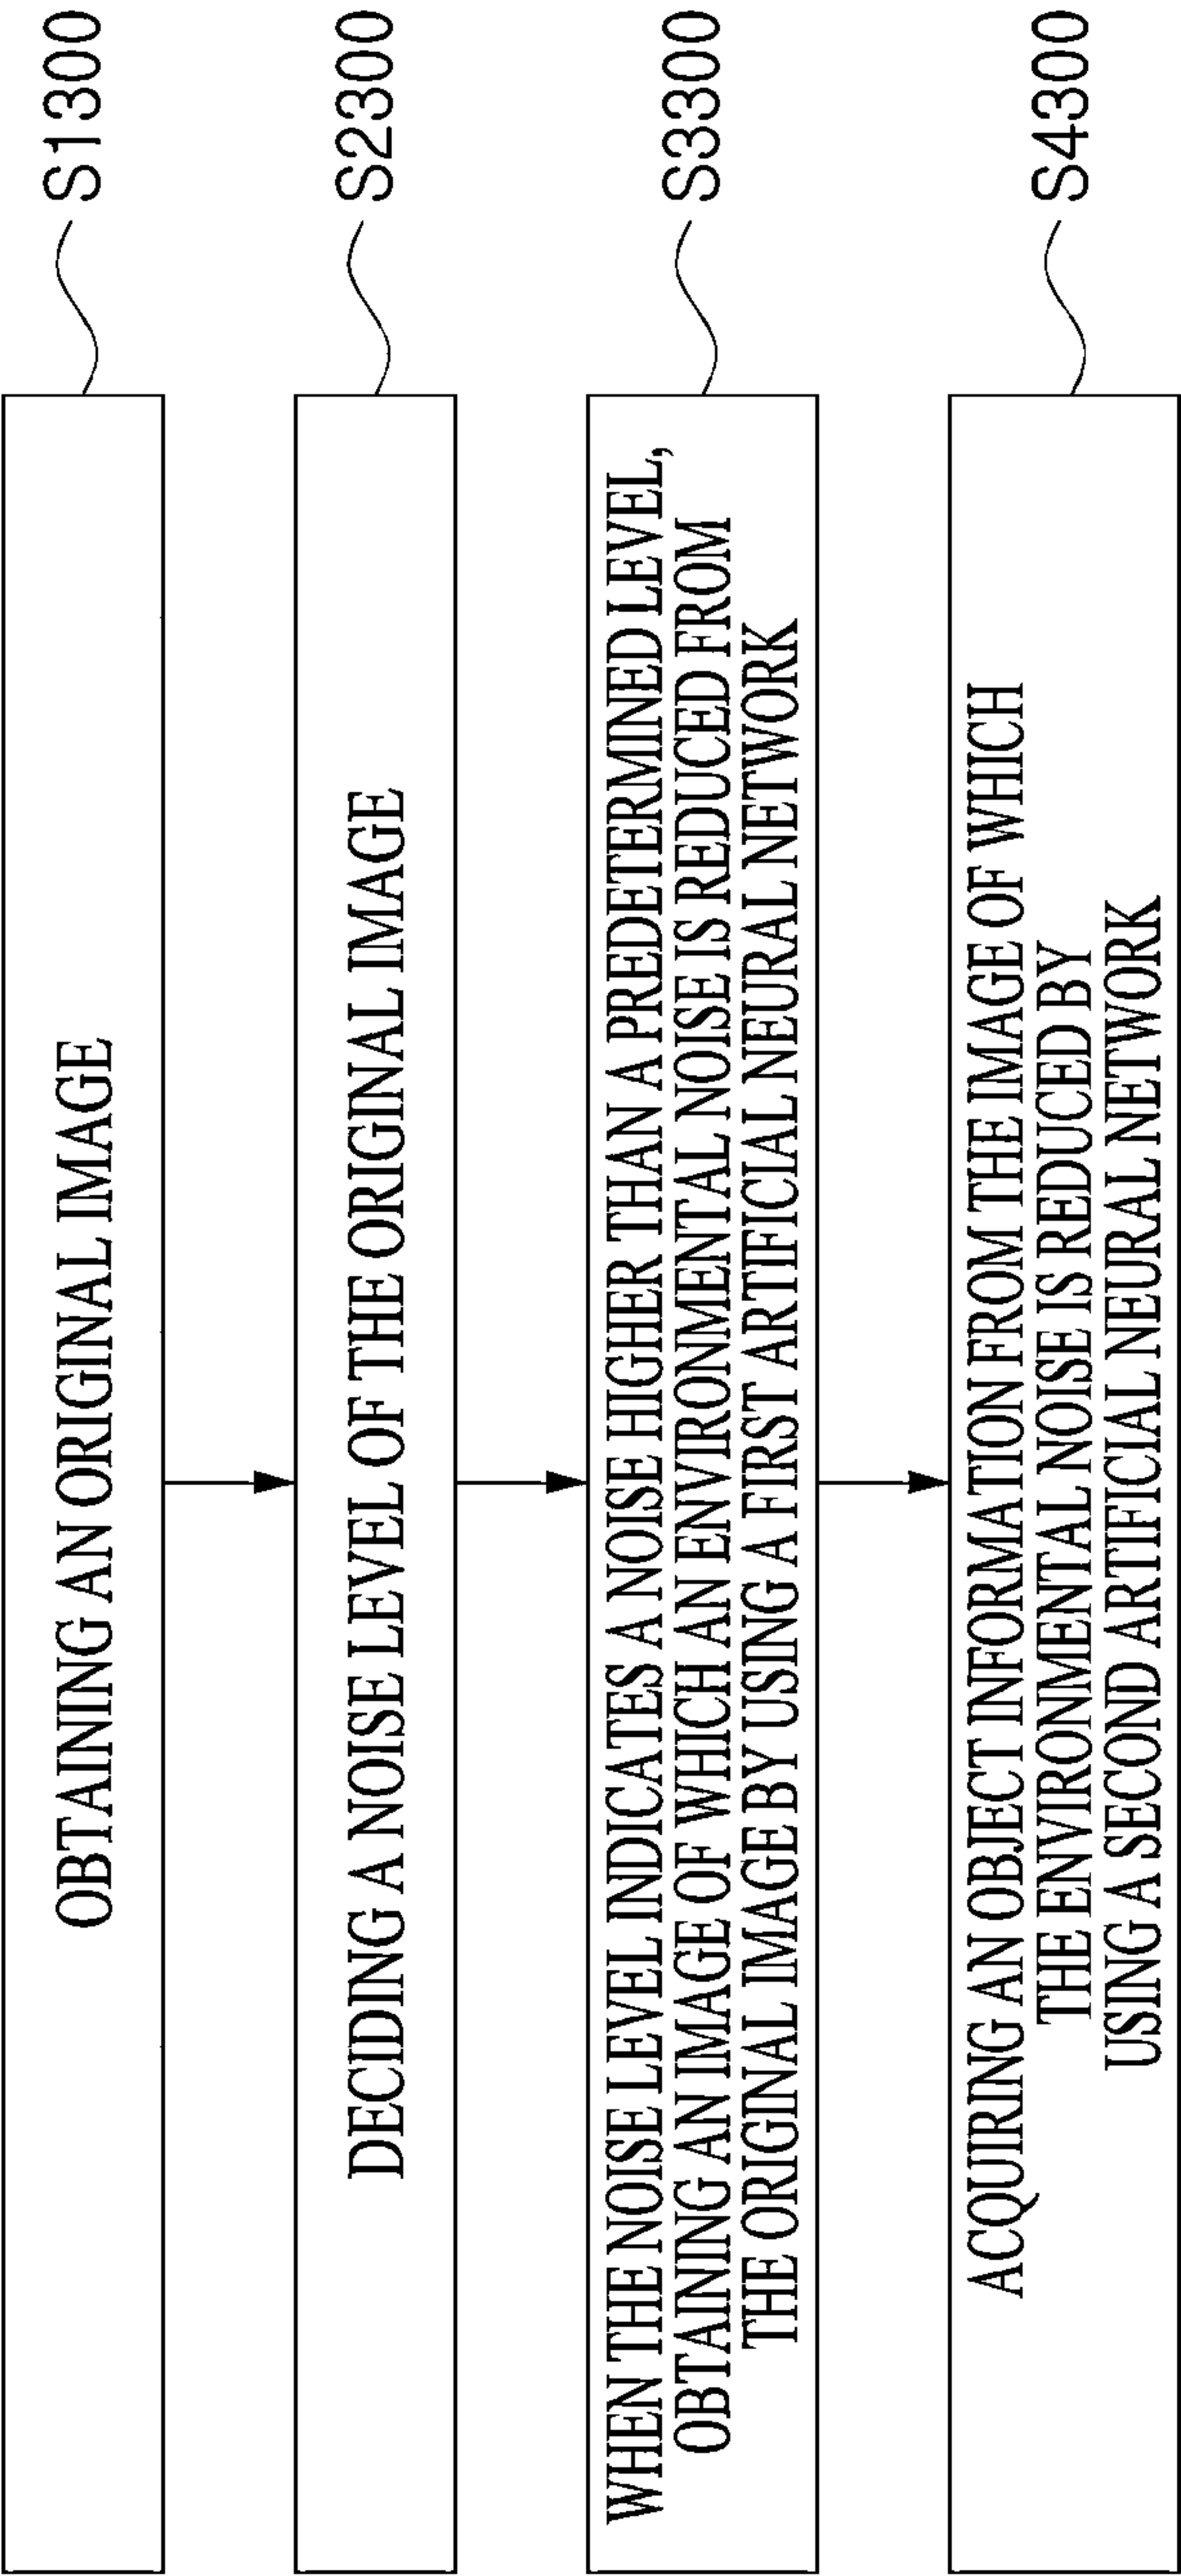 OBTAINING AN ORIGINAL IMAGE
S1300
DECIDING A NOISE LEVEL OF THE ORIGINAL IMAGE
S2300
WHEN THE NOISE LEVEL INDICATES A NOISE HIGHER THAN A PREDETERMINED LEVEL,
OBTAINING AN IMAGE OF WHICH AN ENVIRONMENTAL NOISE IS REDUCED FROM
THE ORIGINAL IMAGE BY USING A FIRST ARTIFICIAL NEURAL NETWORK
S3300
ACQUIRING AN OBJECT INFORMATION FROM THE IMAGE OF WHICH
THE ENVIRONMENTAL NOISE IS REDUCED BY
USING A SECOND ARTIFICIAL NEURAL NETWORK
S4300